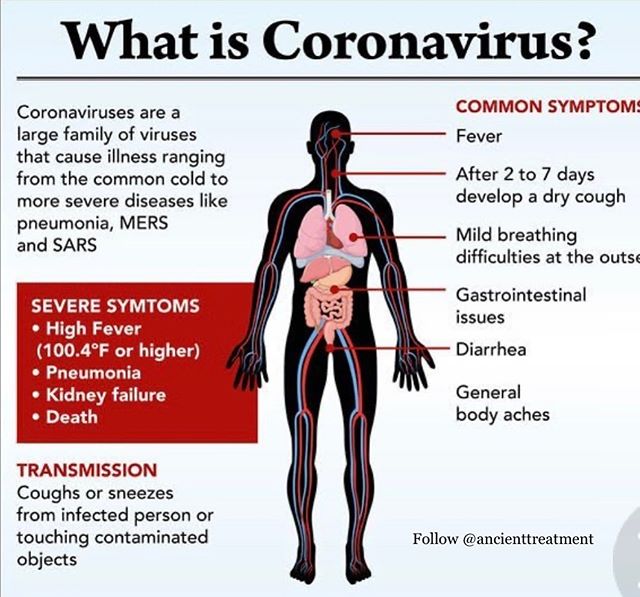 What is Coronavirus?
Coronaviruses are a
large family of viruses
that cause illness ranging
from the common cold to
more severe diseases like
pneumonia, MERS
and SARS
SEVERE SYMTOMS
• High Fever
(100.4°F or higher)
• Pneumonia
• Kidney failure
• Death
TRANSMISSION
Coughs or sneezes
from infected person or
touching contaminated
objects
COMMON SYMPTOMS
Fever
After 2 to 7 days
develop a dry cough
Mild breathing
difficulties at the outse
Gastrointestinal
issues
Diarrhea
General
body aches
Follow @ancienttreatment